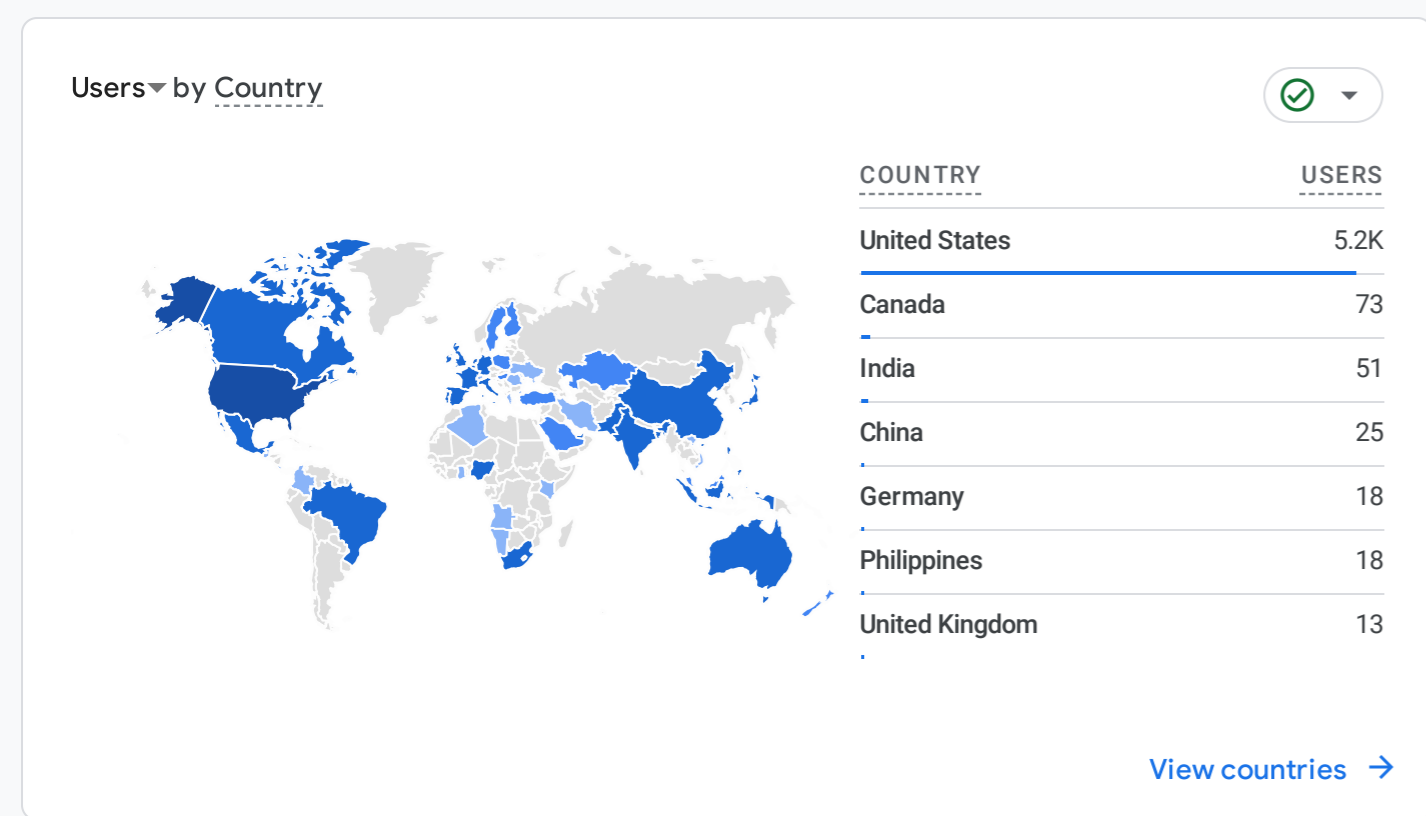 Users by Country
COUNTRY USERS
United States 5.2K
Canada 73
India 51
China 25
Germany 18
Philippines 18
United Kingdom 13
View countries